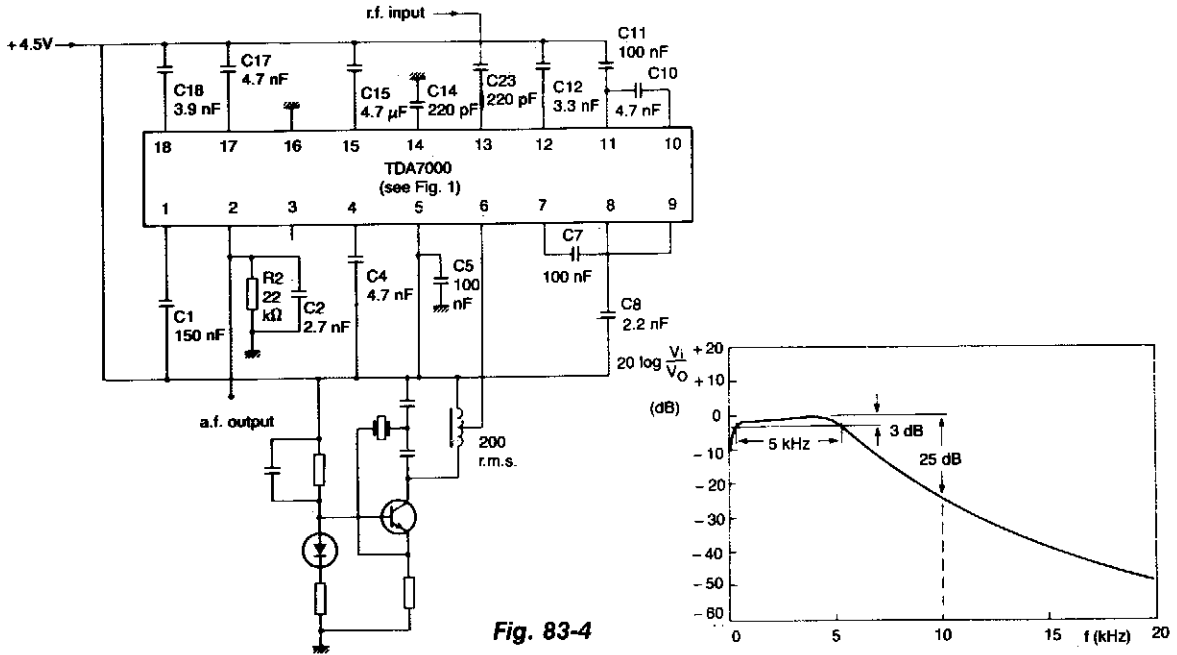 r.f. input
+ 4.5V
C18
3.9 nF
C17
4.7 nF
C15
4.7 µF
C14
220 pF
C23
220 pF
C12
3.3 nF
C11
100 nF
C10
4.7 nF
18 17 16 15 14 13 12 11 10
TDA7000
(see Fig. 1)
1 2 3 4 5 6 7 8 9
C1
150 nF
R2
22
kΩ
C2
2.7 nF
C4
4.7 nF
C5
100
nF
C7
100 nF
C8
2.2 nF
a.f. output
200
r.m.s.
Fig. 83-4
20 log Vi
VO
(dB)
+ 20
+ 10
0
– 10
– 20
– 30
– 40
– 50
– 60
3 dB
5 kHz
25 dB
0 5 10 15 f (kHz) 20